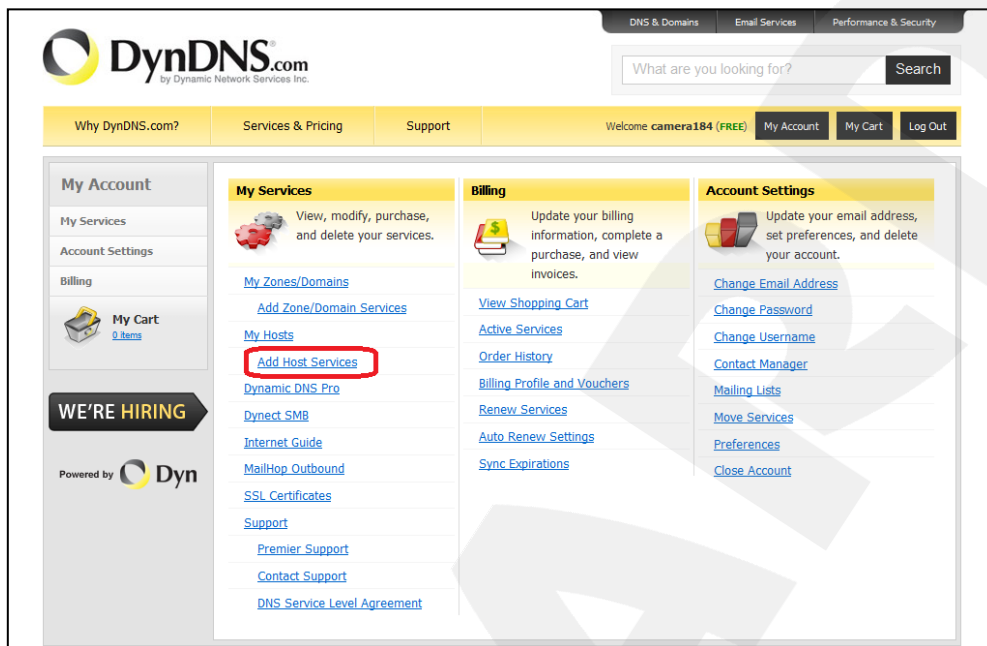 DNS & Domains Email Services Performance & Security
DynDNS.com
by Dynamic Network Services Inc.
What are you looking for? Search
Why DynDNS.com? Services & Pricing Support Welcome camera184 (FREE) My Account My Cart Log Out
My Account
My Services
Account Settings
Billing
My Cart
0 items
WE'RE HIRING
Powered by Dyn
My Services
View, modify, purchase,
and delete your services.
My Zones/Domains
Add Zone/Domain Services
My Hosts
Add Host Services
Dynamic DNS Pro
Dynect SMB
Internet Guide
MailHop Outbound
SSL Certificates
Support
Premier Support
Contact Support
DNS Service Level Agreement
Billing
Update your billing
information, complete a
purchase, and view
invoices.
View Shopping Cart
Active Services
Order History
Billing Profile and Vouchers
Renew Services
Auto Renew Settings
Sync Expirations
Account Settings
Update your email address,
set preferences, and delete
your account.
Change Email Address
Change Password
Change Username
Contact Manager
Mailing Lists
Move Services
Preferences
Close Account